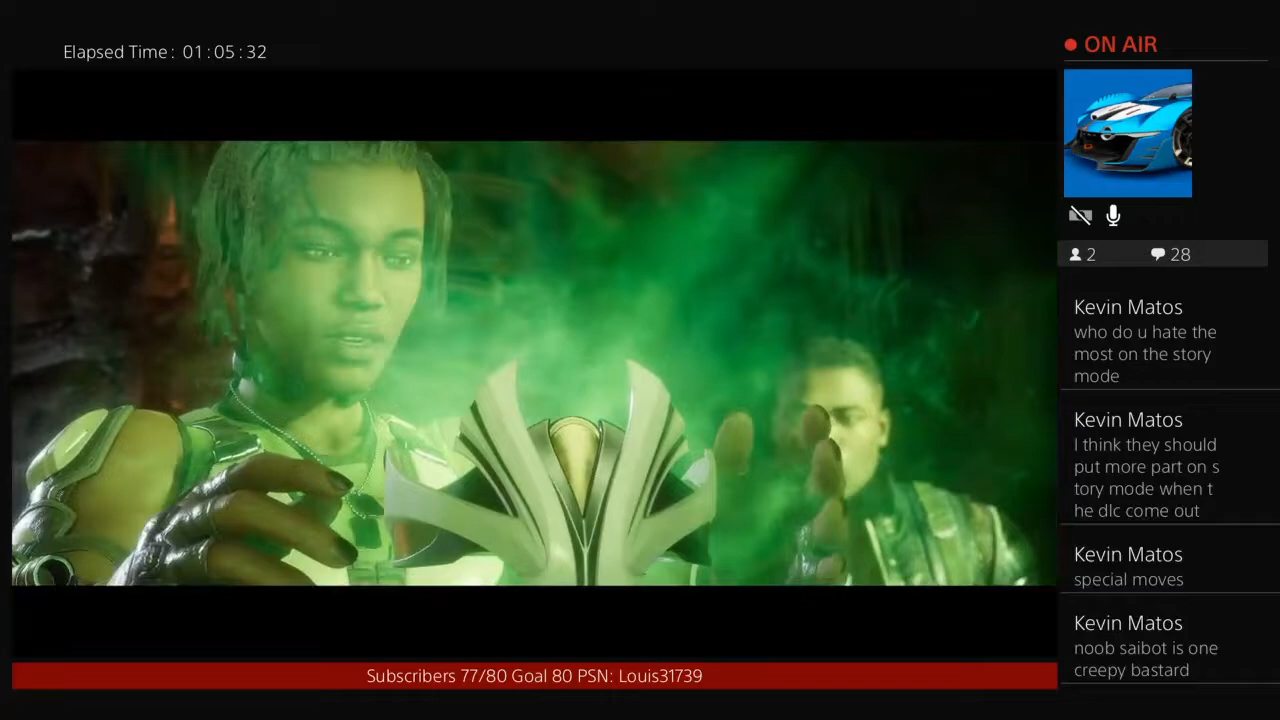 Elapsed Time: 01:05:32
ON AIR
2
28
Kevin Matos
who do u hate the
most on the story
mode
Kevin Matos
I think they should
put more part on s
tory mode when t
he dlc come out
Kevin Matos
special moves
Kevin Matos
noob saibot is one
creepy bastard
Subscribers 77/80 Goal 80 PSN: Louis31739